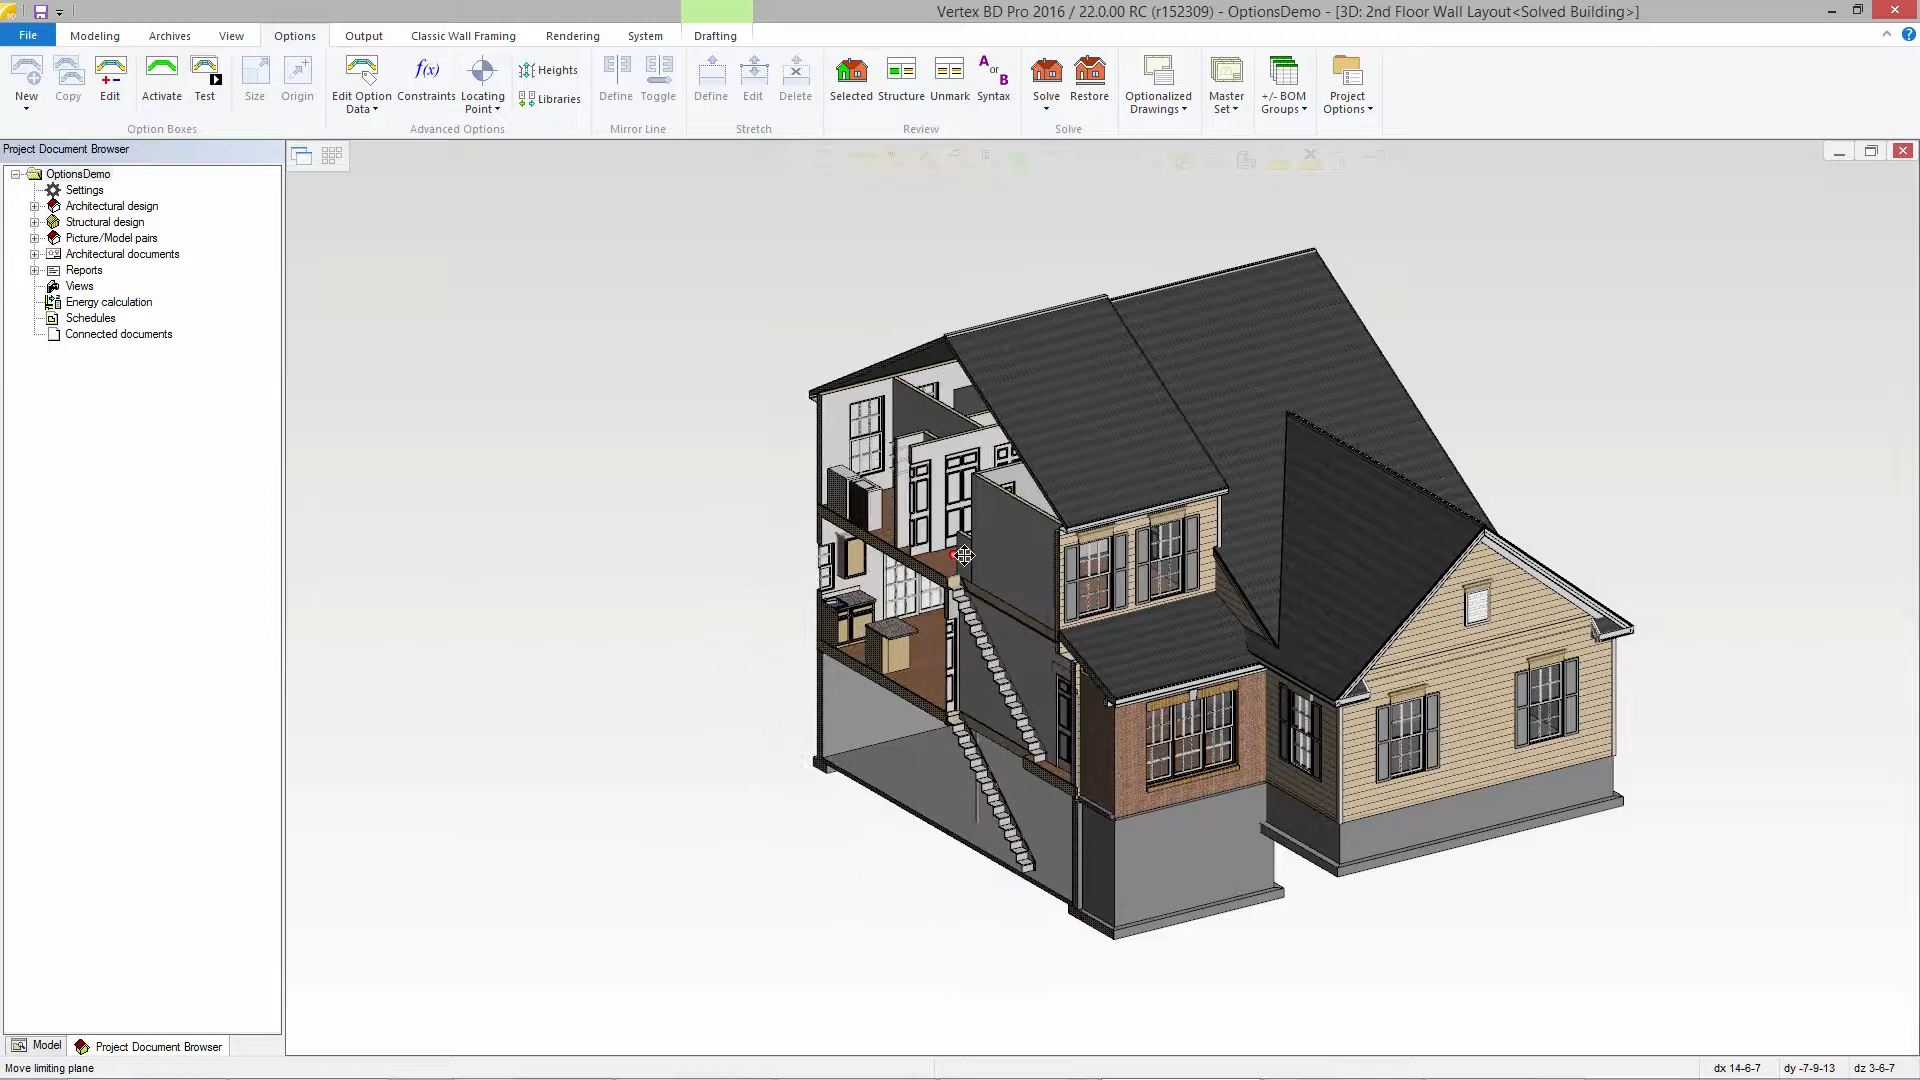 Vertex BD Pro 2016 / 22.0.00 RC (r152309) - OptionsDemo - [3D: 2nd Floor Wall Layout<Solved Building>]
File Modeling Archives View Options Output Classic Wall Framing Rendering System Drafting
New Copy Edit Activate Test Size Origin
Option Boxes
Edit Option Data f(x) Constraints Locating Point Heights Libraries
Advanced Options
Define Toggle
Mirror Line
Define Edit Delete
Stretch
Selected Structure Unmark A or B Syntax
Review
Solve Restore
Solve
Optionalized Drawings
Master Set
+/- BOM Groups
Project Options
Project Document Browser
OptionsDemo
Settings
Architectural design
Structural design
Picture/Model pairs
Architectural documents
Reports
Views
Energy calculation
Schedules
Connected documents
Model Project Document Browser
Move limiting plane dx 14-6-7 dy -7-9-13 dz 3-6-7